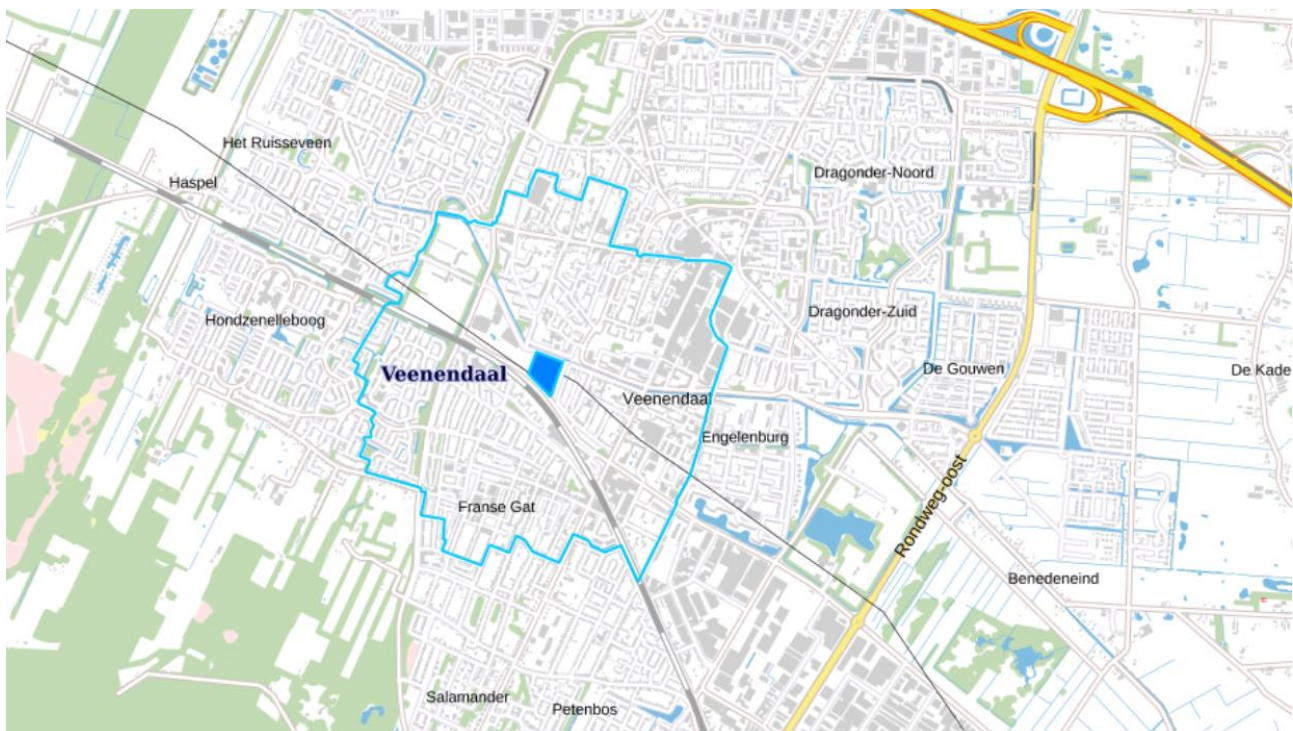 Het Ruisseveen
Haspel
Dragonder-Noord
Hondzenelleboog
Dragonder-Zuid
Veenendaal
De Gouwen
De Kade
Veenendaal
Engelenburg
Rondweg-oost
Franse Gat
Benedeneind
Salamander
Petenbos